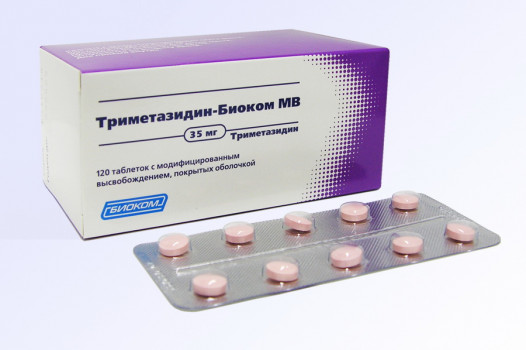 Триметазидин-Биоком МВ
35 мг
Триметазидин
120 таблеток с модифицированным
высвобождением, покрытых оболочкой
БИОКОМ